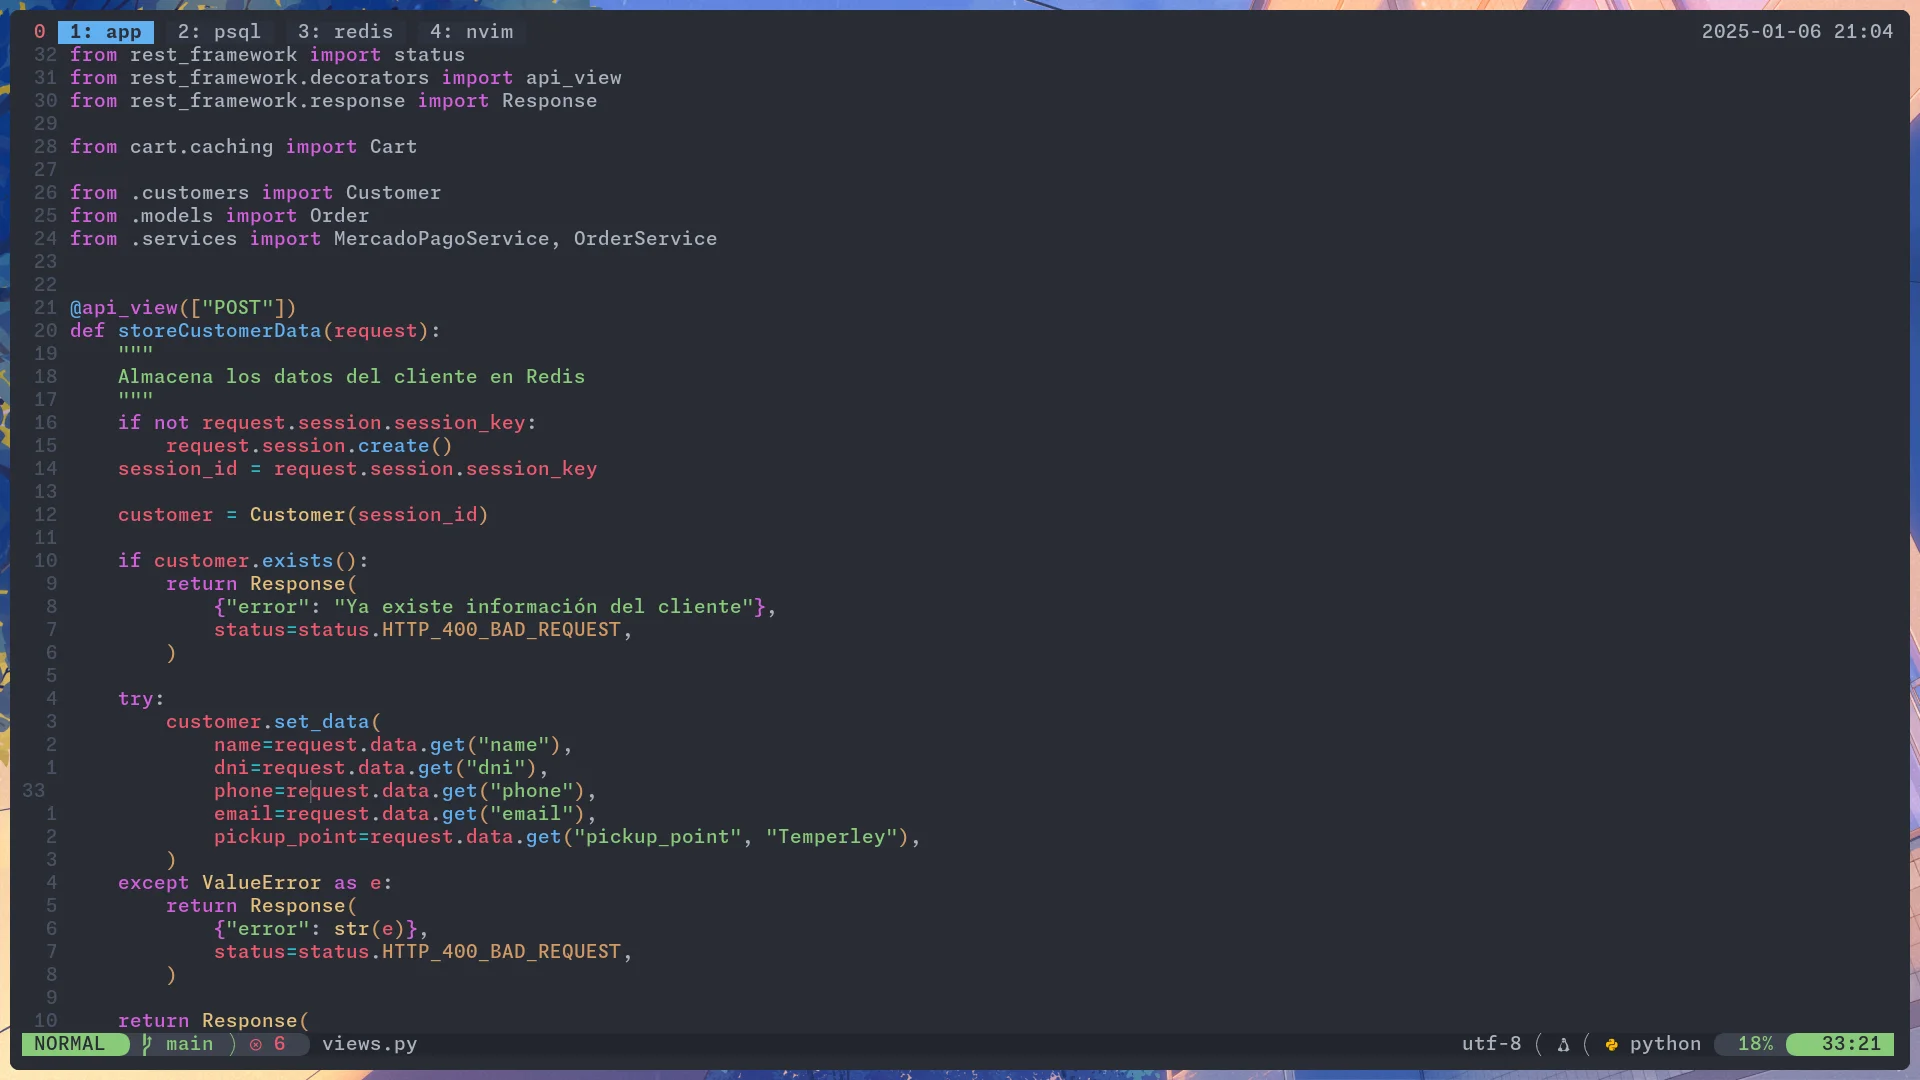 0 1: app 2: psql 3: redis 4: nvim 2025-01-06 21:04
32 from rest_framework import status
31 from rest_framework.decorators import api_view
30 from rest_framework.response import Response
29
28 from cart.caching import Cart
27
26 from .customers import Customer
25 from .models import Order
24 from .services import MercadoPagoService, OrderService
23
22
21 @api_view(["POST"])
20 def storeCustomerData(request):
19     """
18     Almacena los datos del cliente en Redis
17     """
16     if not request.session.session_key:
15         request.session.create()
14     session_id = request.session.session_key
13
12     customer = Customer(session_id)
11
10     if customer.exists():
9         return Response(
8             {"error": "Ya existe información del cliente"},
7             status=status.HTTP_400_BAD_REQUEST,
6         )
5
4     try:
3         customer.set_data(
2             name=request.data.get("name"),
1             dni=request.data.get("dni"),
33             phone=request.data.get("phone"),
1             email=request.data.get("email"),
2             pickup_point=request.data.get("pickup_point", "Temperley"),
3         )
4     except ValueError as e:
5         return Response(
6             {"error": str(e)},
7             status=status.HTTP_400_BAD_REQUEST,
8         )
9
10     return Response(
NORMAL main 6 views.py utf-8 python 18% 33:21